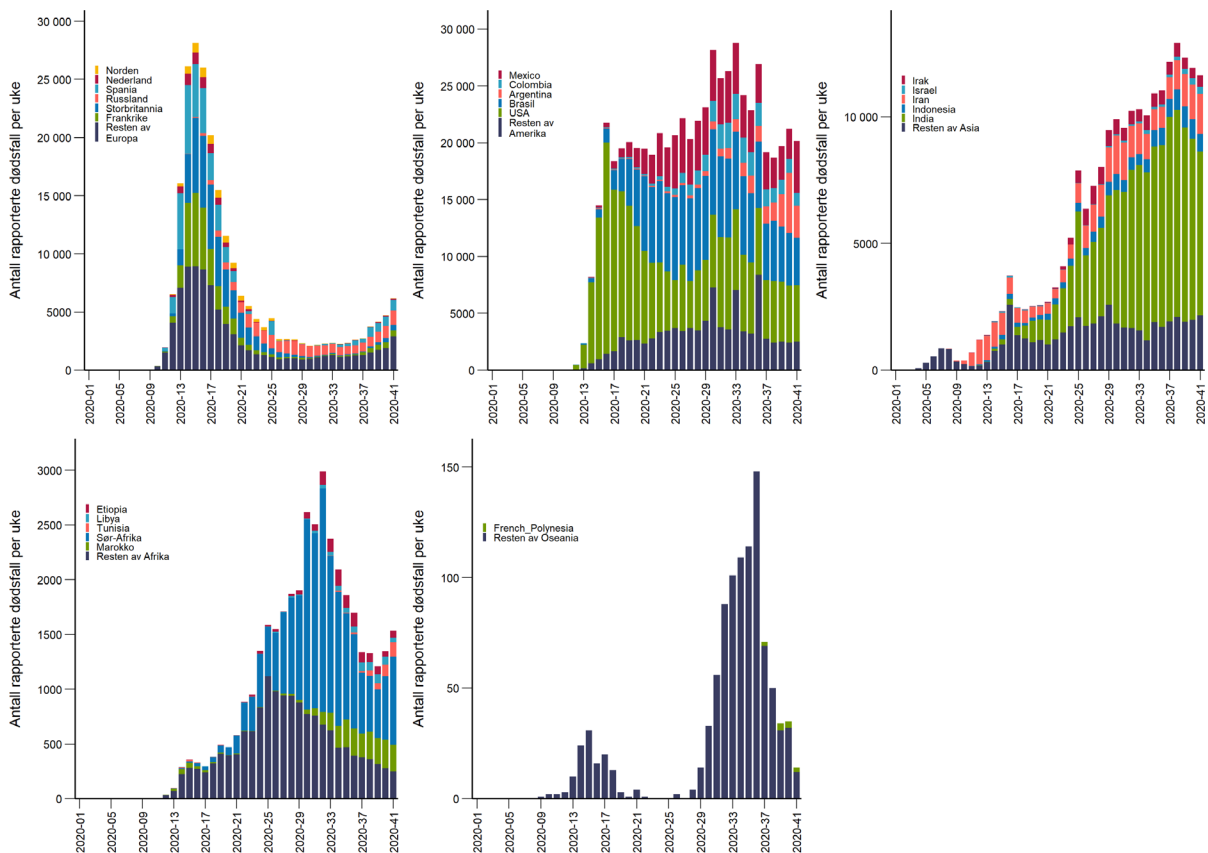 Antall rapporterte dødsfall per uke
30 000
25 000
20 000
15 000
10 000
5000
0
Norden
Nederland
Spania
Russland
Storbritannia
Frankrike
Resten av
Europa
2020-01
2020-05
2020-09
2020-13
2020-17
2020-21
2020-25
2020-29
2020-33
2020-37
2020-41
Antall rapporterte dødsfall per uke
30 000
25 000
20 000
15 000
10 000
5000
0
Mexico
Colombia
Argentina
Brasil
USA
Resten av
Amerika
2020-01
2020-05
2020-09
2020-13
2020-17
2020-21
2020-25
2020-29
2020-33
2020-37
2020-41
Antall rapporterte dødsfall per uke
10 000
5000
0
Irak
Israel
Iran
Indonesia
India
Resten av Asia
2020-01
2020-05
2020-09
2020-13
2020-17
2020-21
2020-25
2020-29
2020-33
2020-37
2020-41
Antall rapporterte dødsfall per uke
3000
2500
2000
1500
1000
500
0
Etiopia
Libya
Tunisia
Sør-Afrika
Marokko
Resten av Afrika
2020-01
2020-05
2020-09
2020-13
2020-17
2020-21
2020-25
2020-29
2020-33
2020-37
2020-41
Antall rapporterte dødsfall per uke
150
100
50
0
French_Polynesia
Resten av Oseania
2020-01
2020-05
2020-09
2020-13
2020-17
2020-21
2020-25
2020-29
2020-33
2020-37
2020-41